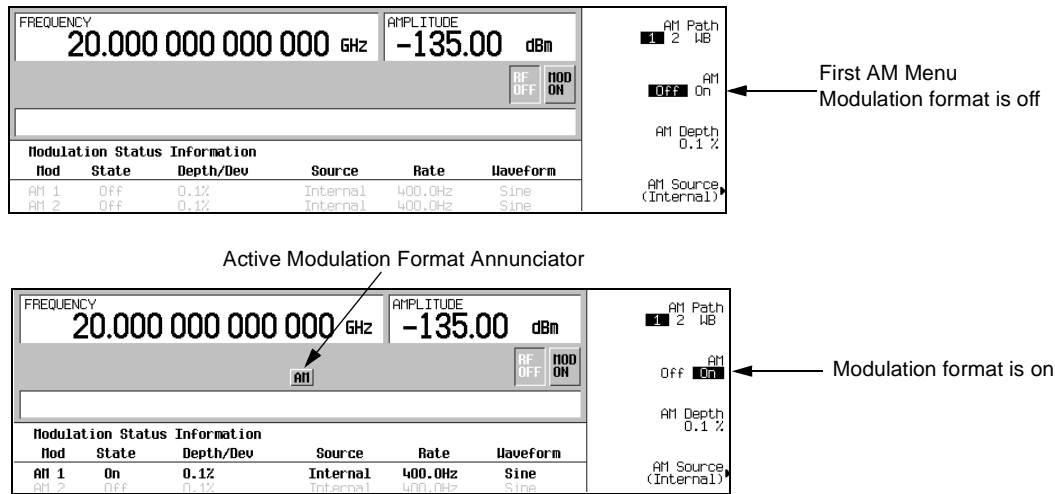 FREQUENCY
20.000 000 000 000 GHz
AMPLITUDE
-135.00 dBm
RF OFF
MOD ON
AM Path
1 2 WB
AM
Off On
AM Depth
0.1 %
AM Source
(Internal)
First AM Menu
Modulation format is off
Modulation Status Information
Mod State Depth/Dev Source Rate Waveform
AM 1 Off 0.1% Internal 400.0Hz Sine
AM 2 Off 0.1% Internal 400.0Hz Sine
Active Modulation Format Annunciator
FREQUENCY
20.000 000 000 000 GHz
AMPLITUDE
-135.00 dBm
AM
RF OFF
MOD ON
AM Path
1 2 WB
AM
Off On
AM Depth
0.1 %
AM Source
(Internal)
Modulation format is on
Modulation Status Information
Mod State Depth/Dev Source Rate Waveform
AM 1 On 0.1% Internal 400.0Hz Sine
AM 2 Off 0.1% Internal 400.0Hz Sine